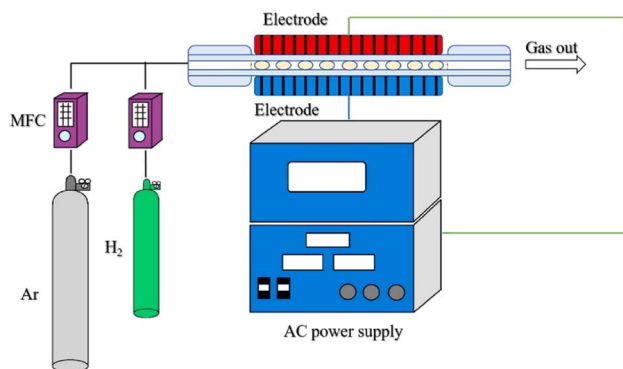 Electrode
Gas out
MFC
Electrode
H₂
Ar
AC power supply